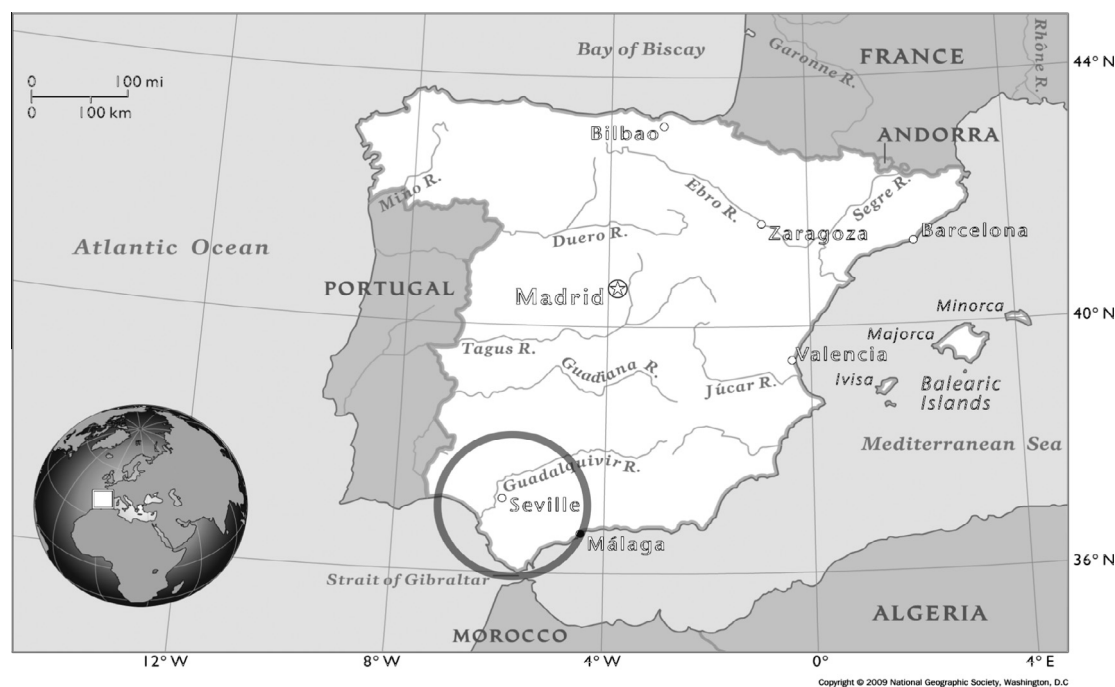 Bay of Biscay
Garonne R.
FRANCE
Rhône R.
44° N
0
100 mi
0
100 km
Bilbao
ANDORRA
Mino R.
Ebro R.
Segre R.
Duero R.
Zaragoza
Barcelona
Atlantic Ocean
PORTUGAL
Madrid
Minorca
40° N
Majorca
Tagus R.
Valencia
Guadiana R.
Júcar R.
Ivisa
Balearic
Islands
Mediterranean Sea
Guadalquivir R.
Seville
Málaga
36° N
Strait of Gibraltar
MOROCCO
ALGERIA
12° W
8° W
4° W
0°
4° E
Copyright © 2009 National Geographic Society, Washington, D.C